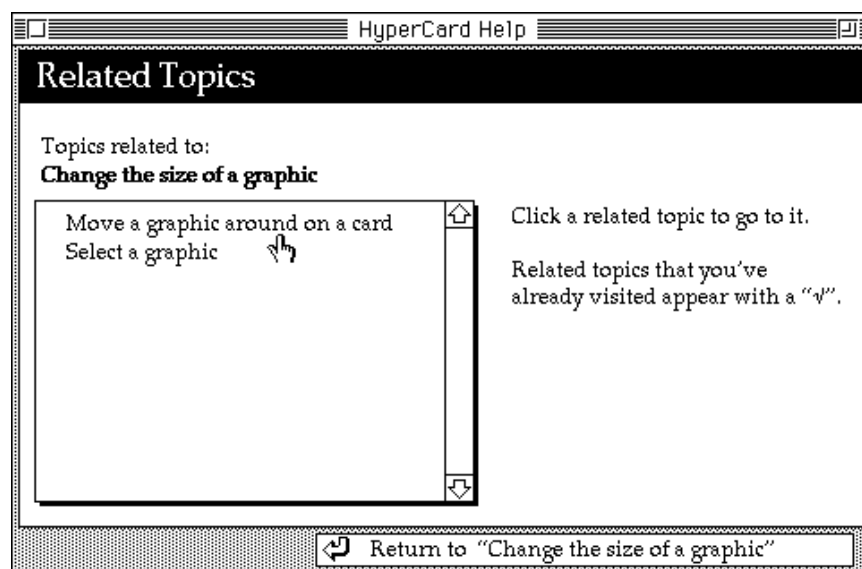 HyperCard Help
Related Topics
Topics related to:
Change the size of a graphic
Move a graphic around on a card
Select a graphic
Click a related topic to go to it.
Related topics that you’ve
already visited appear with a “√”.
Return to “Change the size of a graphic”